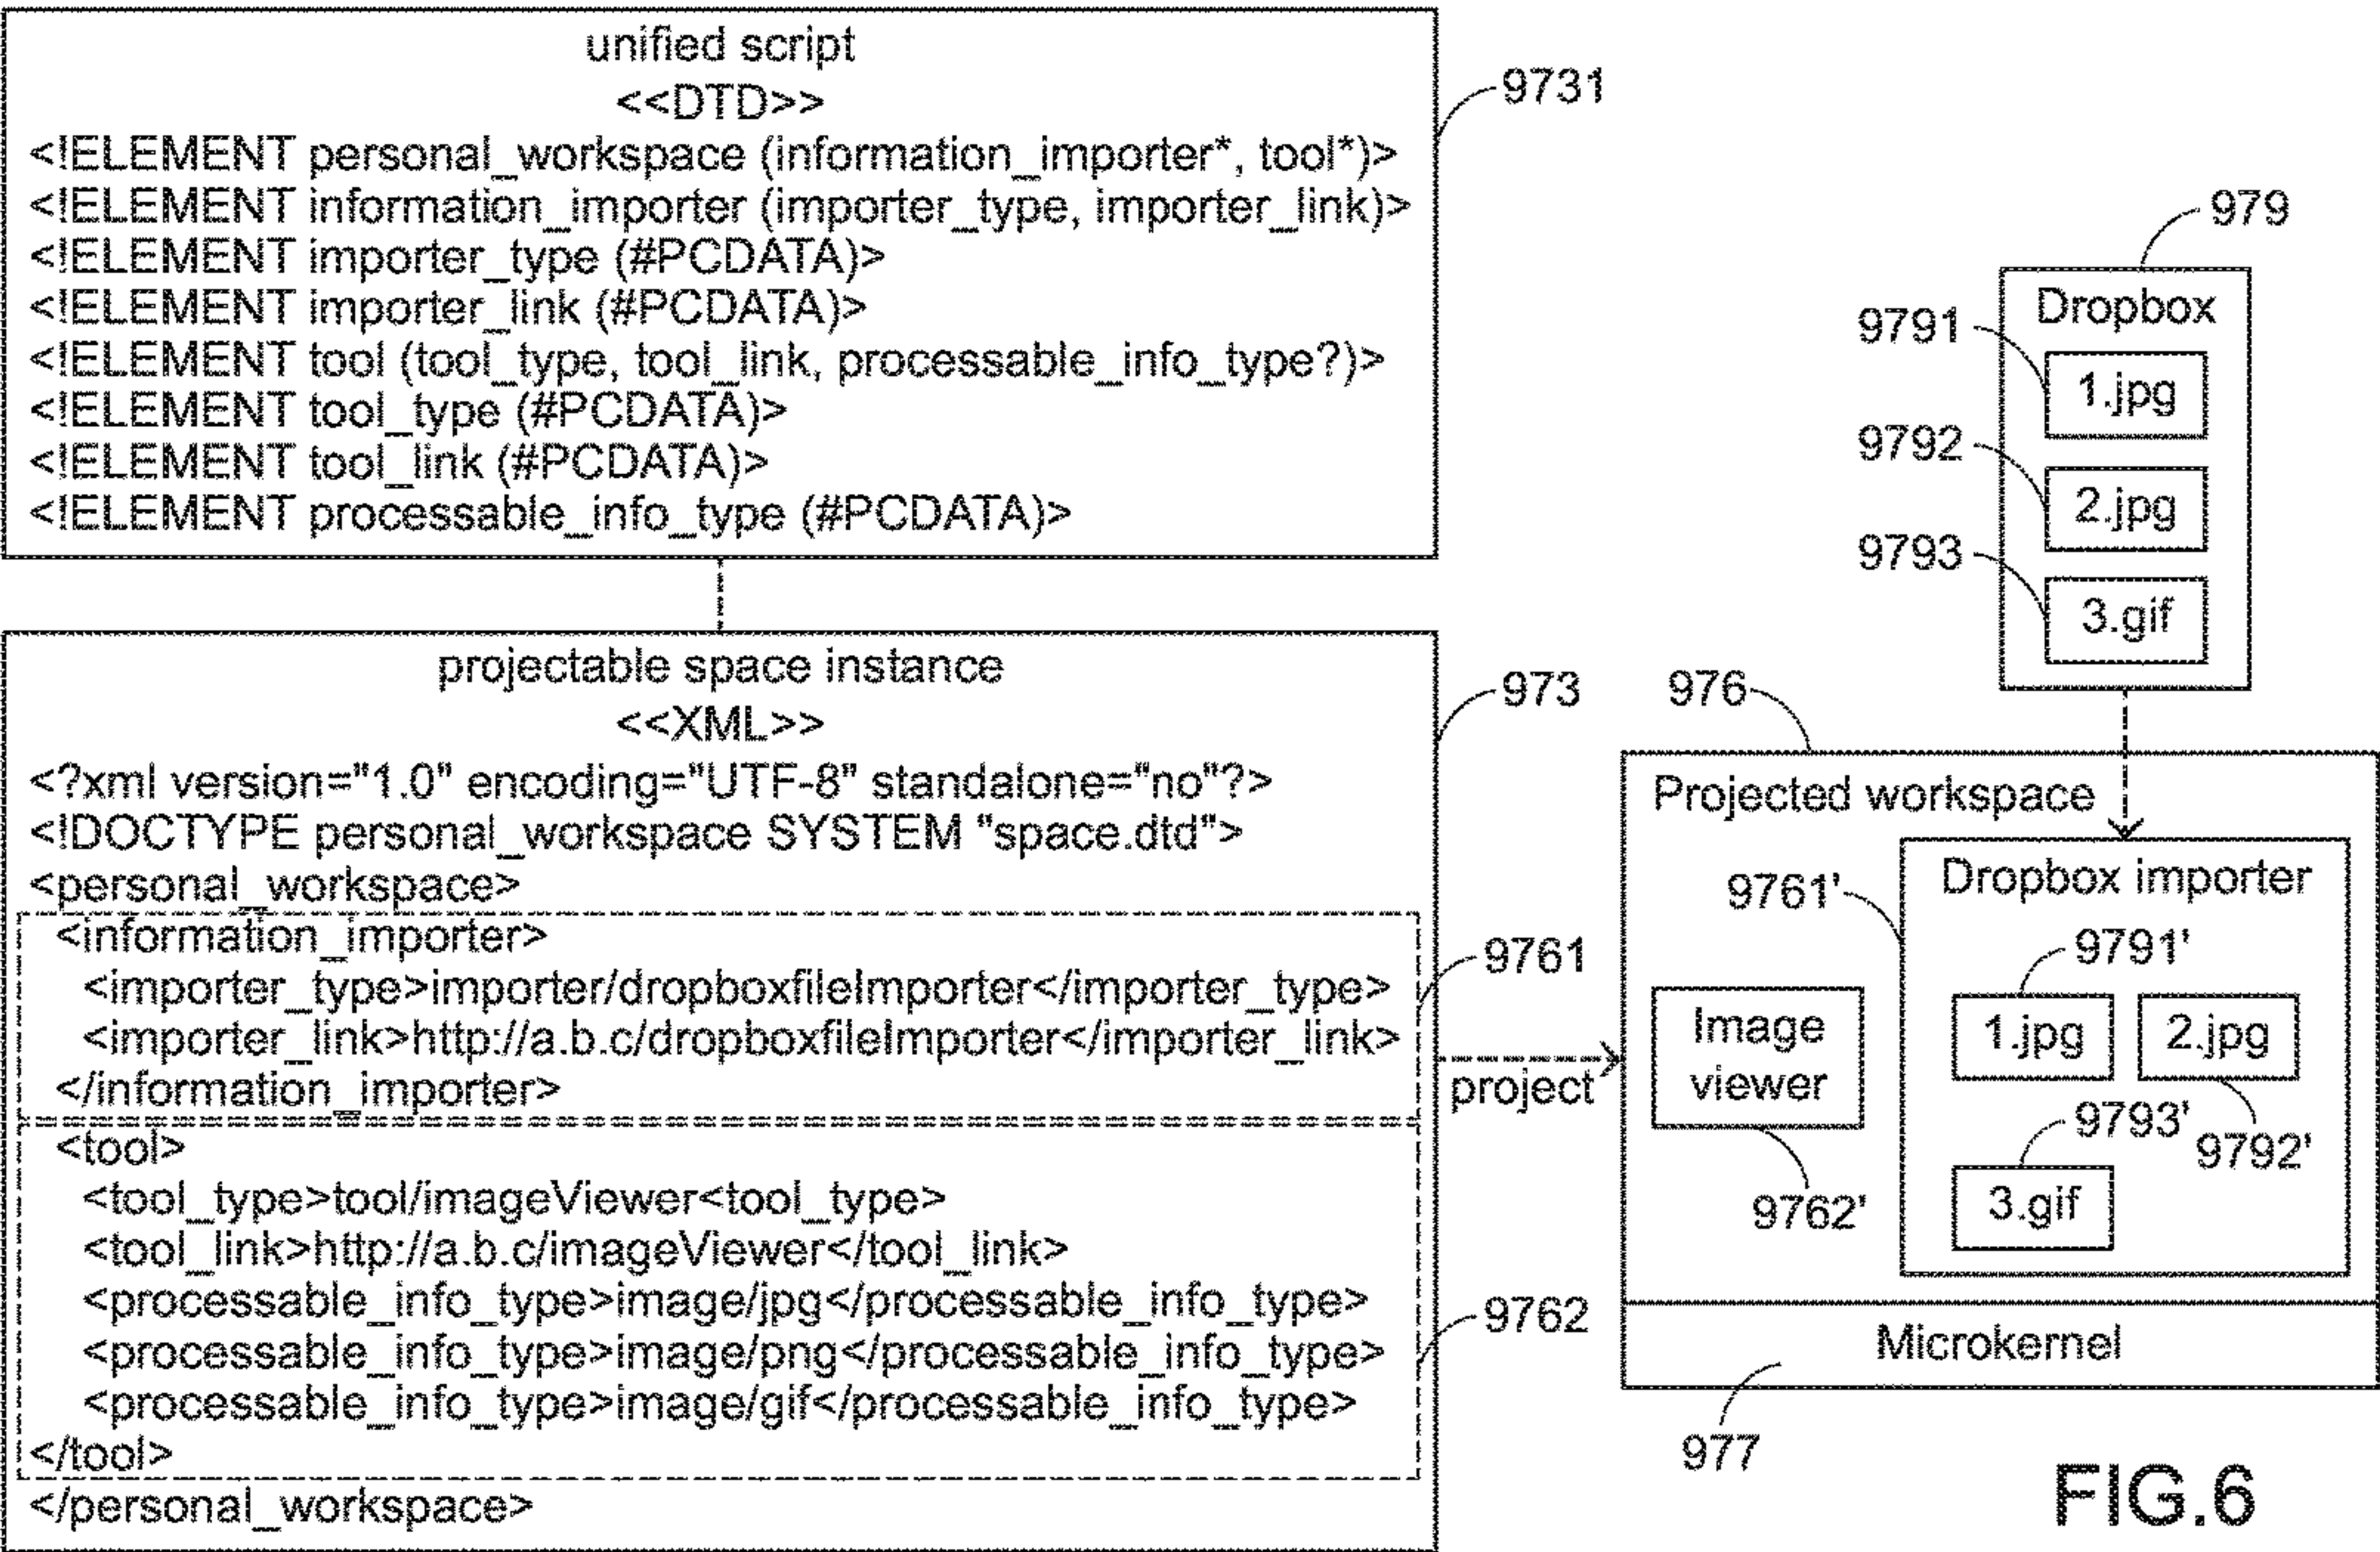 unified script
<<DTD>>
<!ELEMENT personal_workspace (information_importer*, tool*)>
<!ELEMENT information_importer (importer_type, importer_link)>
<!ELEMENT importer_type (#PCDATA)>
<!ELEMENT importer_link (#PCDATA)>
<!ELEMENT tool (tool_type, tool_link, processable_info_type?)>
<!ELEMENT tool_type (#PCDATA)>
<!ELEMENT tool_link (#PCDATA)>
<!ELEMENT processable_info_type (#PCDATA)>
9731
projectable space instance
<<XML>>
<?xml version="1.0" encoding="UTF-8" standalone="no"?>
<!DOCTYPE personal_workspace SYSTEM "space.dtd">
<personal_workspace>
<information_importer>
<importer_type>importer/dropboxfileImporter</importer_type>
<importer_link>http://a.b.c/dropboxfileImporter</importer_link>
</information_importer>
<tool>
<tool_type>tool/imageViewer<tool_type>
<tool_link>http://a.b.c/imageViewer</tool_link>
<processable_info_type>image/jpg</processable_info_type>
<processable_info_type>image/png</processable_info_type>
<processable_info_type>image/gif</processable_info_type>
</tool>
</personal_workspace>
973
9761
9762
project
979
Dropbox
9791
1.jpg
9792
2.jpg
9793
3.gif
976
Projected workspace
9761'
Dropbox importer
9791'
1.jpg
2.jpg
9793'
9792'
3.gif
Image
viewer
9762'
Microkernel
977
FIG.6